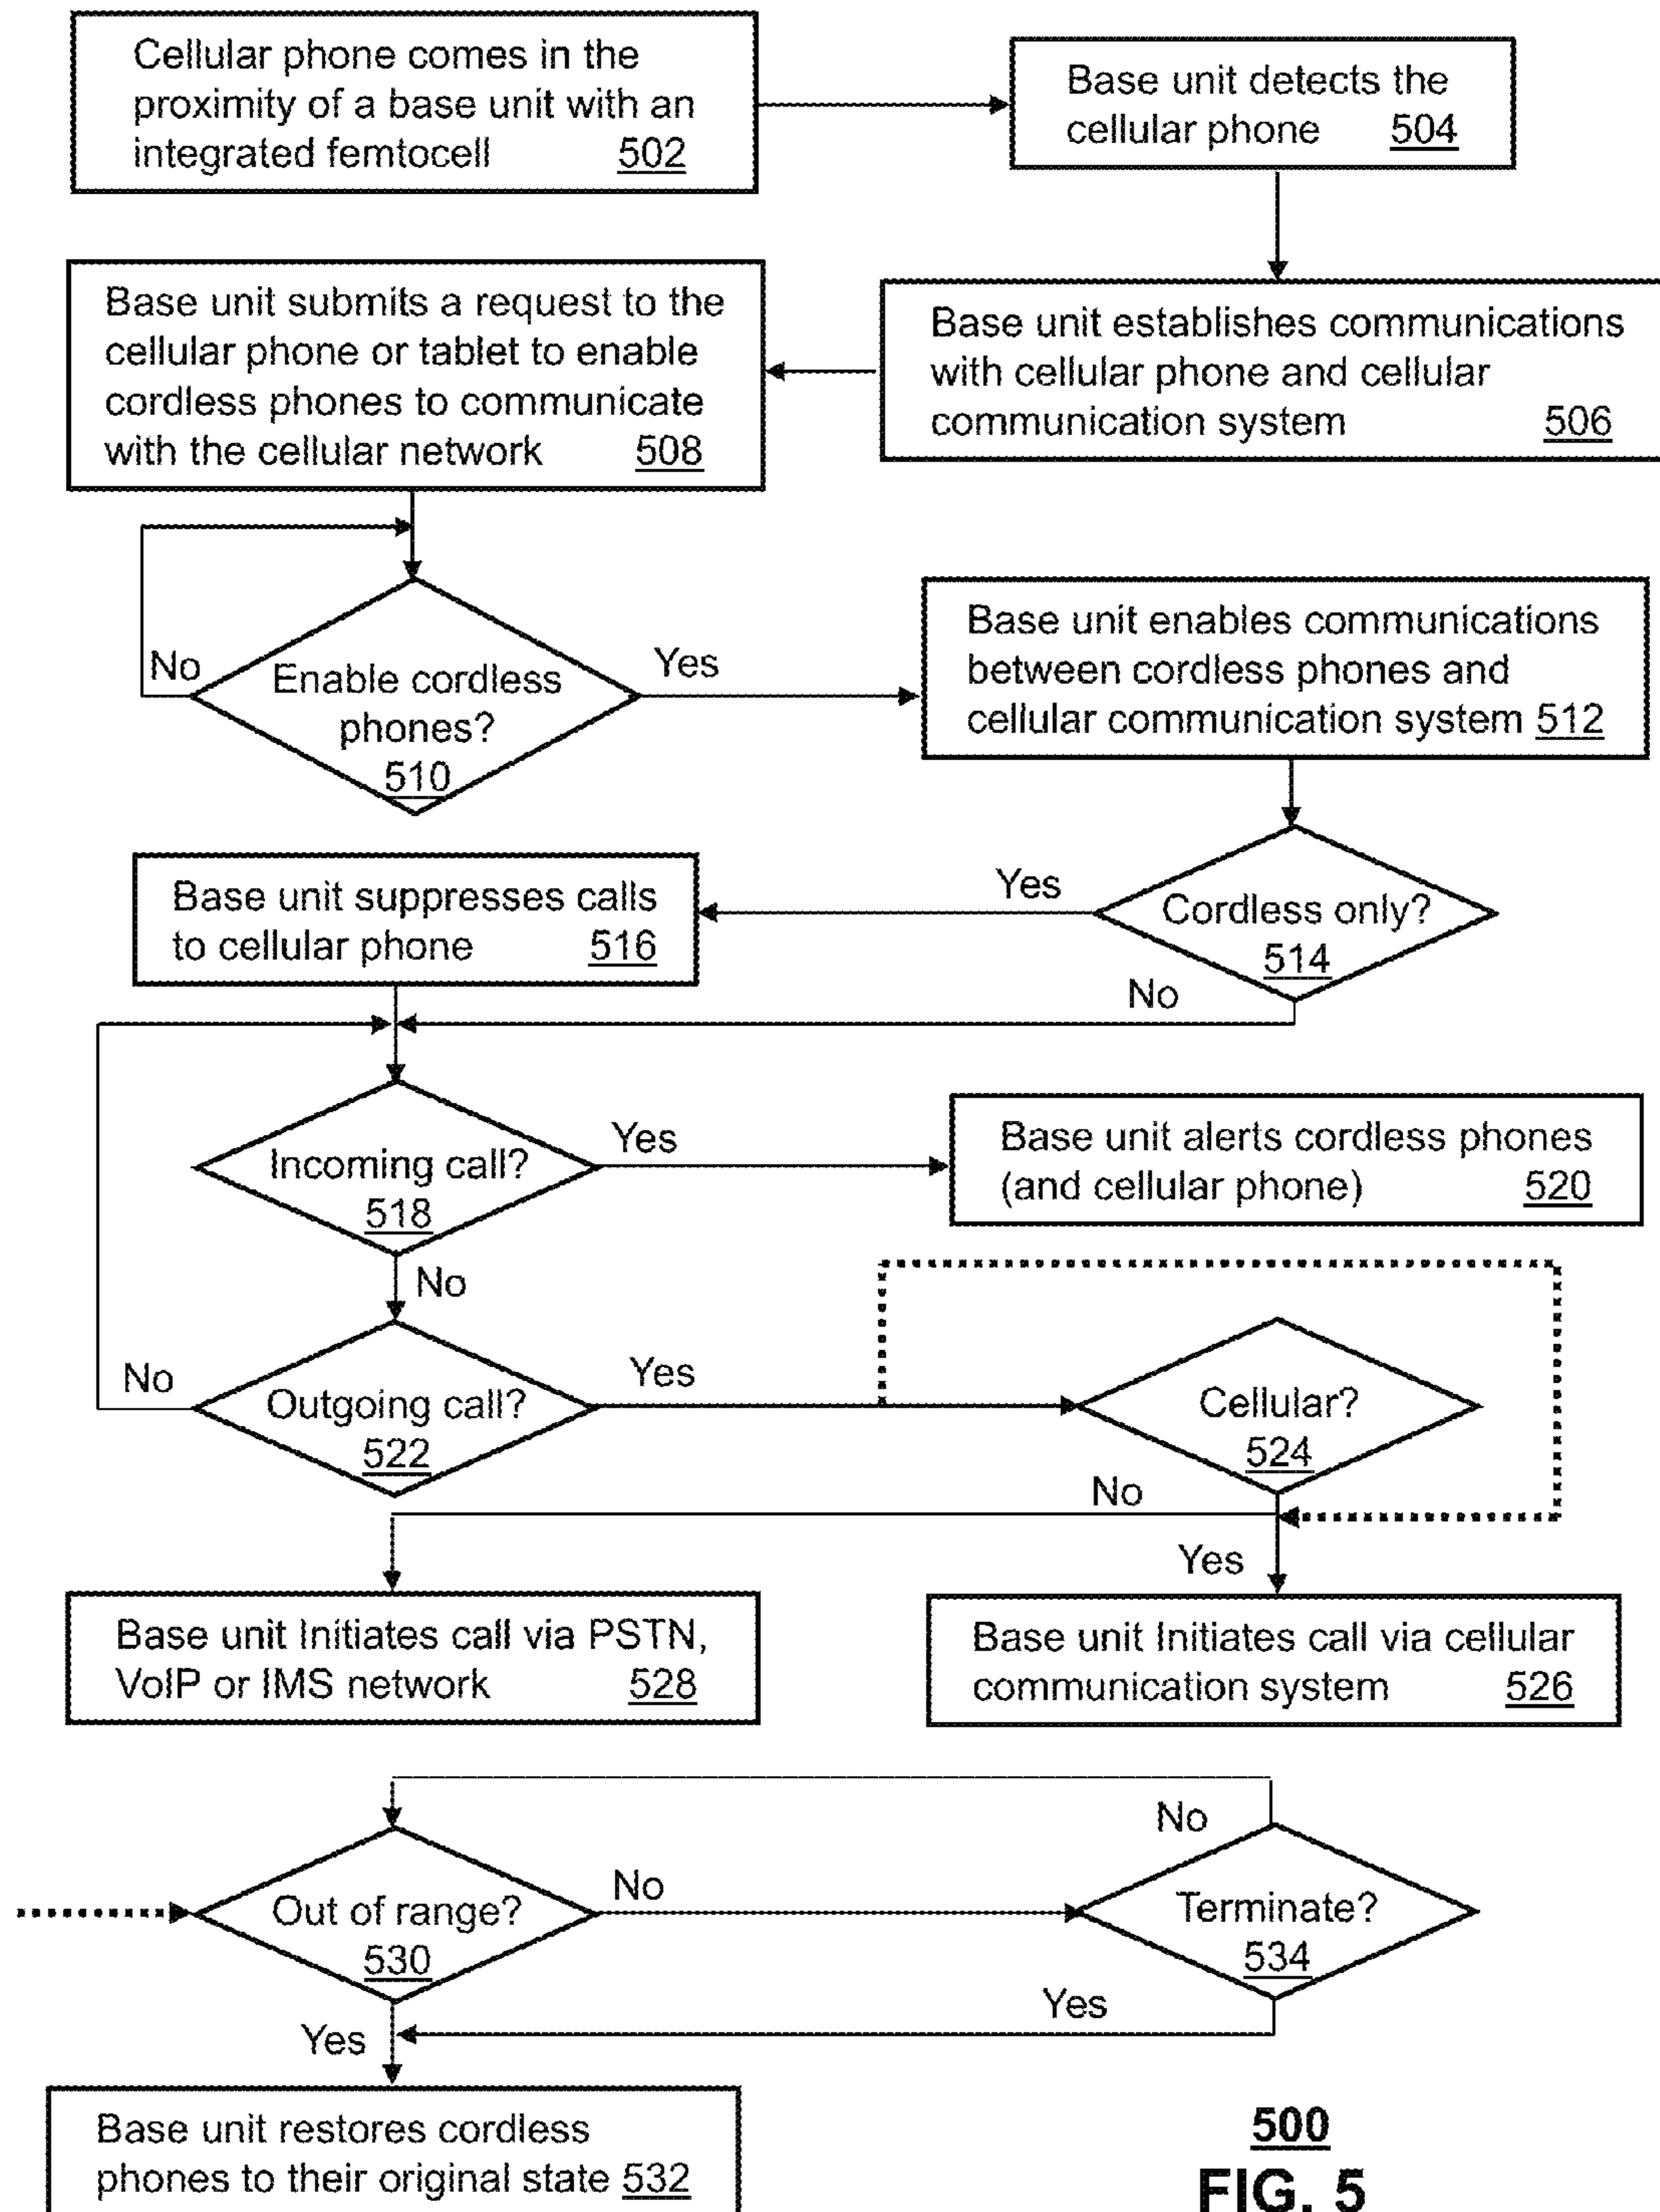 Cellular phone comes in the
proximity of a base unit with an
integrated femtocell 502
Base unit detects the
cellular phone 504
Base unit submits a request to the
cellular phone or tablet to enable
cordless phones to communicate
with the cellular network 508
Base unit establishes communications
with cellular phone and cellular
communication system 506
No
Enable cordless
phones?
510
Yes
Base unit enables communications
between cordless phones and
cellular communication system 512
Base unit suppresses calls
to cellular phone 516
Yes
Cordless only?
514
No
Incoming call?
518
Yes
Base unit alerts cordless phones
(and cellular phone) 520
No
No
Outgoing call?
522
Yes
Cellular?
524
No
Yes
Base unit Initiates call via PSTN,
VoIP or IMS network 528
Base unit Initiates call via cellular
communication system 526
No
Out of range?
530
No
Terminate?
534
Yes
Yes
Base unit restores cordless
phones to their original state 532
500
FIG. 5